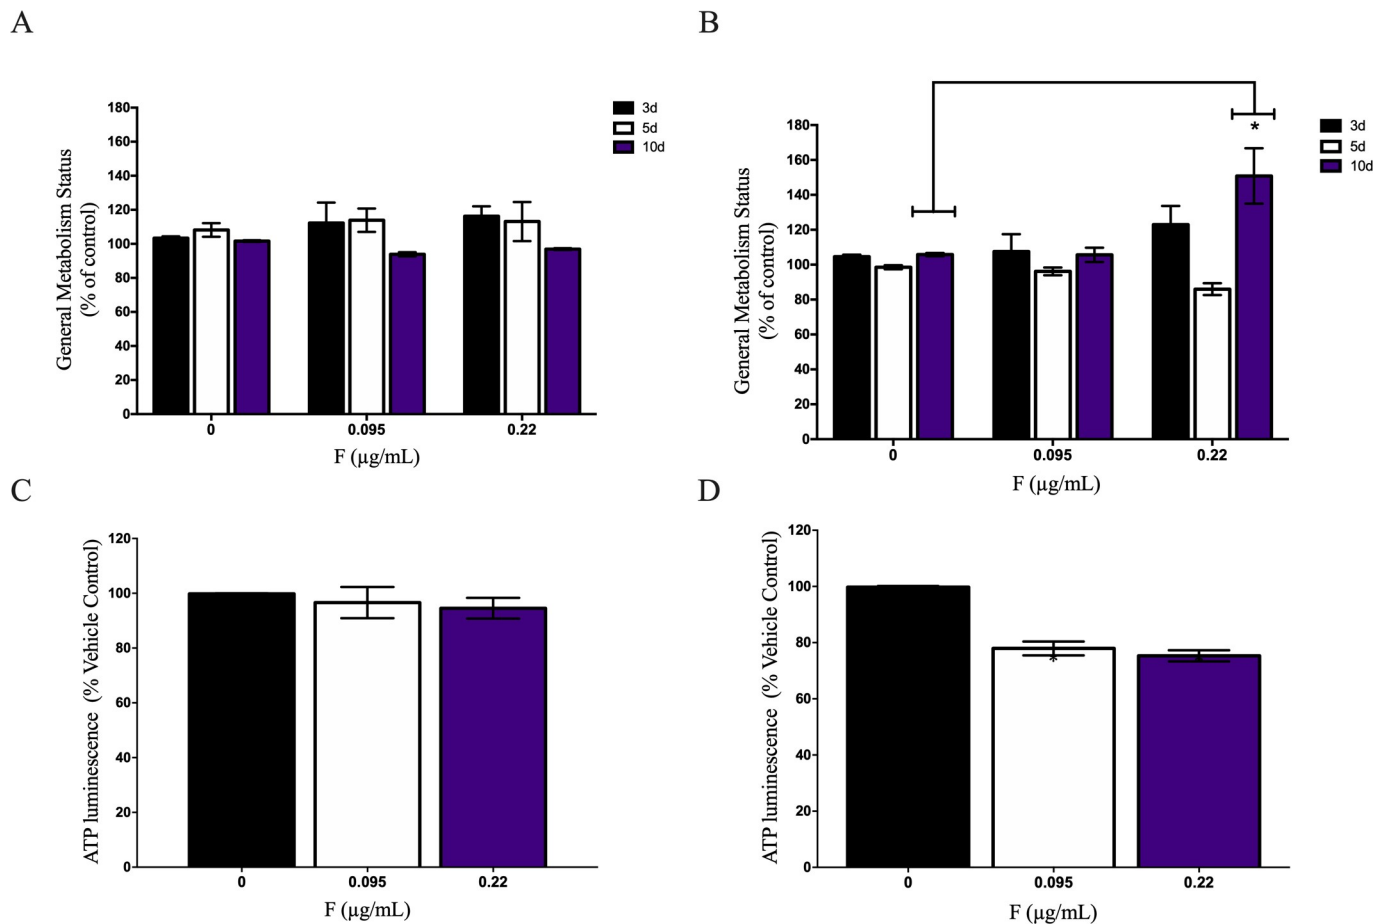 A
General Metabolism Status
(% of control)
180
160
140
120
100
80
60
40
20
0
0
0.095
0.22
F (µg/mL)
3d
5d
10d
B
General Metabolism Status
(% of control)
180
160
140
120
100
80
60
40
20
0
0
0.095
0.22
F (µg/mL)
*
3d
5d
10d
C
ATP luminescence (% Vehicle Control)
120
100
80
60
40
20
0
0
0.095
0.22
F (µg/mL)
D
ATP luminescence (% Vehicle Control)
120
100
80
60
40
20
0
*
0
0.095
0.22
F (µg/mL)